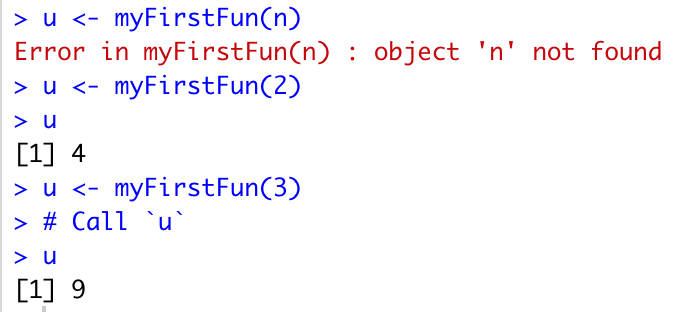 > u <- myFirstFun(n)
Error in myFirstFun(n) : object 'n' not found
> u <- myFirstFun(2)
> u
[1] 4
> u <- myFirstFun(3)
> # Call `u`
> u
[1] 9